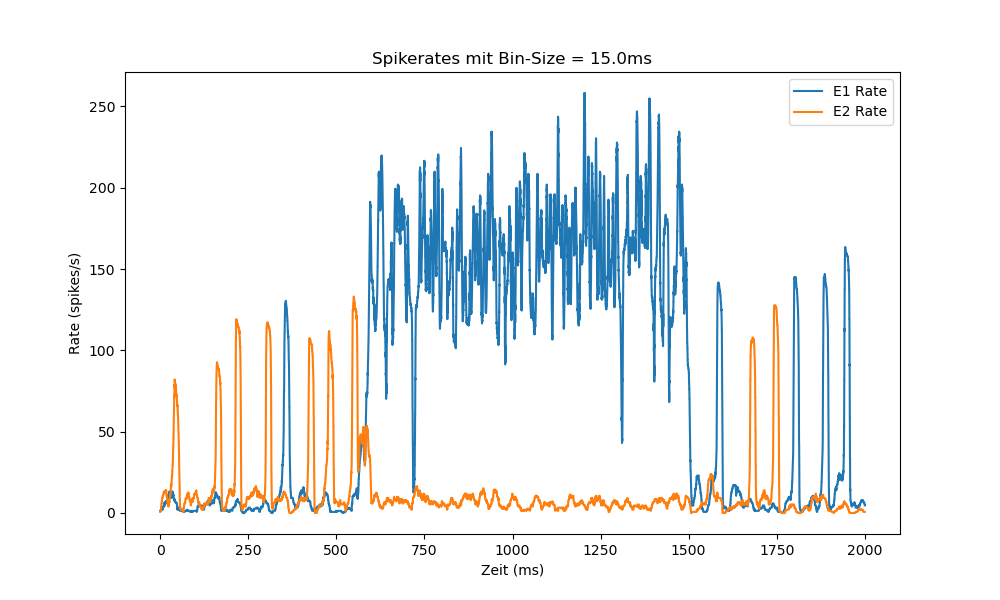 Spikerates mit Bin-Size = 15.0ms
E1 Rate
E2 Rate
250
200
150
100
50
0
Rate (spikes/s)
0 250 500 750 1000 1250 1500 1750 2000
Zeit (ms)